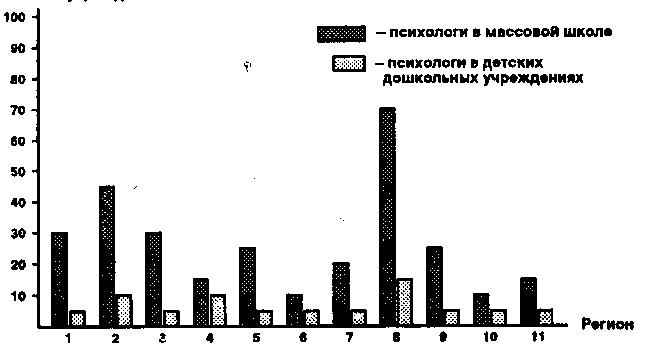 100
90
80
70
60
50
40
30
20
10
– психологи в массовой школе
– психологи в детских
дошкольных учреждениях
1 2 3 4 5 6 7 8 9 10 11
Регион